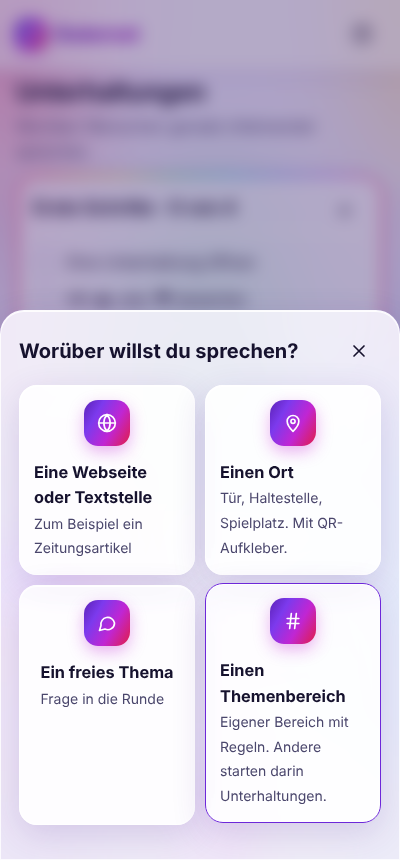 Unterhaltungen
Worüber willst du sprechen?
Eine Webseite
oder Textstelle
Zum Beispiel ein
Zeitungsartikel
Einen Ort
Tür, Haltestelle,
Spielplatz. Mit QR-
Aufkleber.
Ein freies Thema
Frage in die Runde
Einen
Themenbereich
Eigener Bereich mit
Regeln. Andere
starten darin
Unterhaltungen.